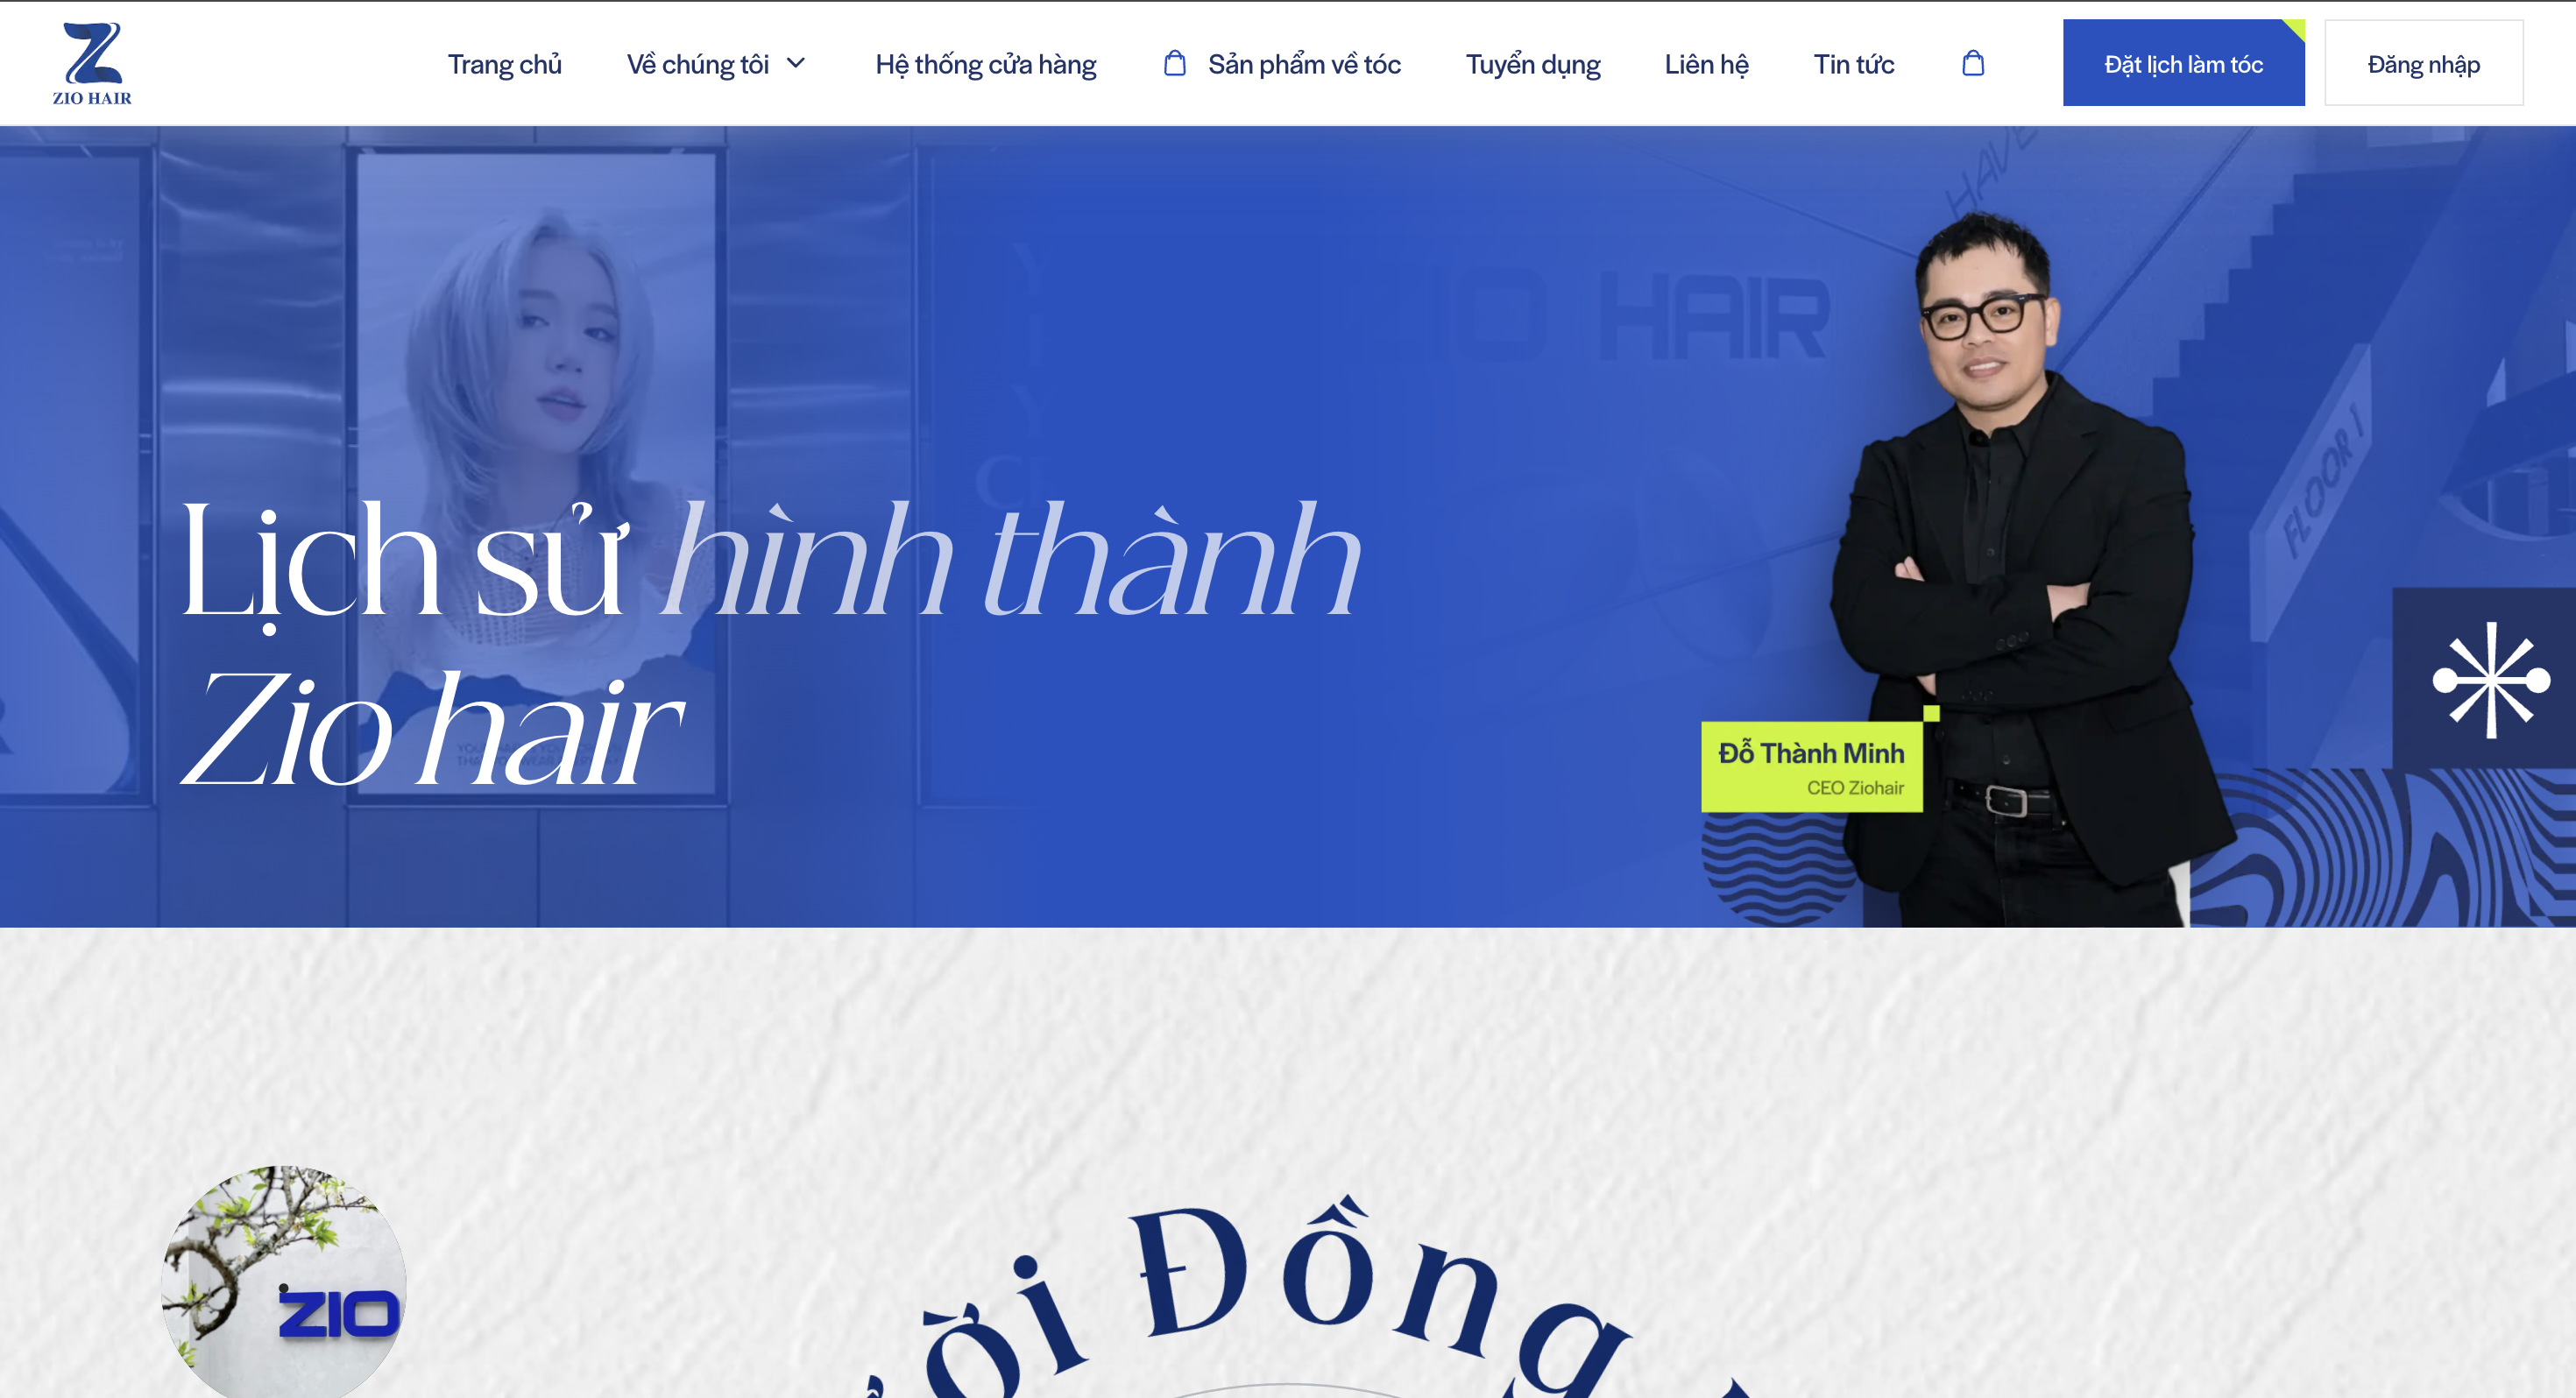 ZIO HAIR
Trang chủ
Về chúng tôi
Hệ thống cửa hàng
Sản phẩm về tóc
Tuyển dụng
Liên hệ
Tin tức
Đặt lịch làm tóc
Đăng nhập
HAVE
ZIO HAIR
FLOOR 1
Lịch sử hình thành
Zio hair
Đỗ Thành Minh
CEO Ziohair
ZIO
Đồng